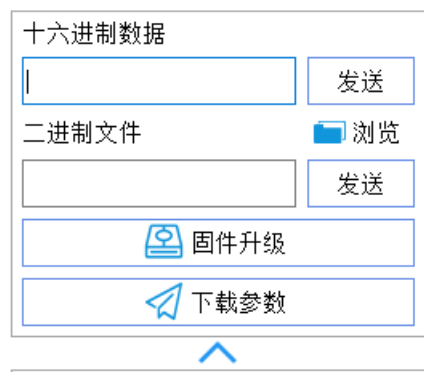 十六进制数据
发送
二进制文件
浏览
发送
固件升级
下载参数